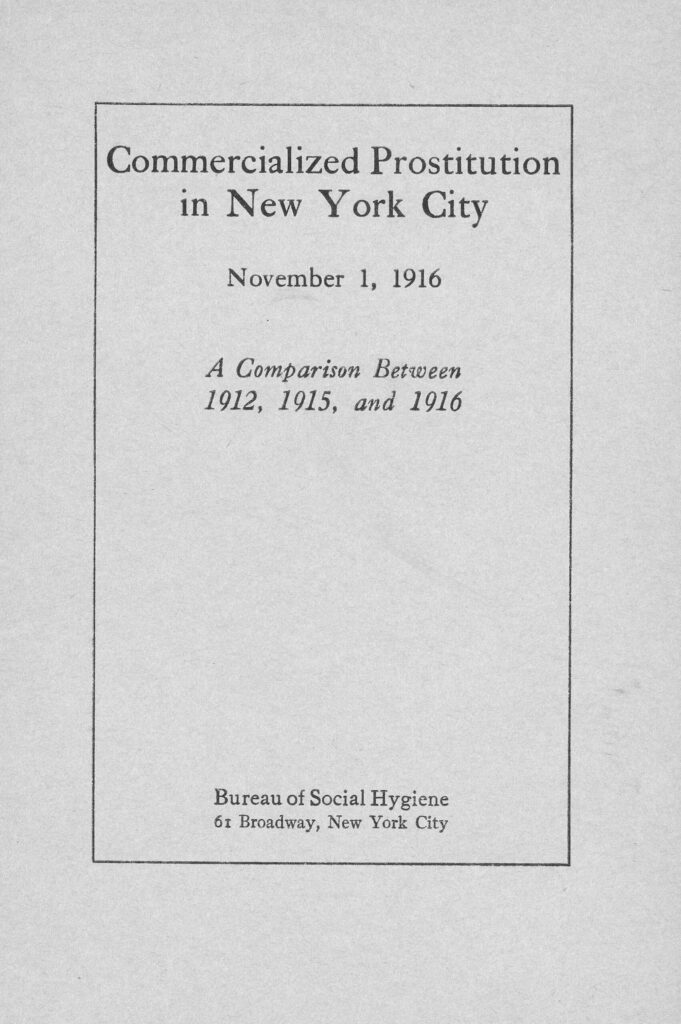 Commercialized Prostitution
in New York City
November 1, 1916
A Comparison Between
1912, 1915, and 1916
Bureau of Social Hygiene
61 Broadway, New York City